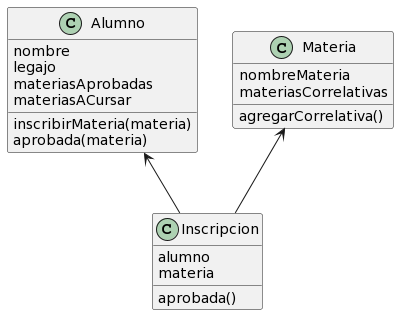 C Alumno
nombre
legajo
materiasAprobadas
materiasACursar
inscribirMateria(materia)
aprobada(materia)
C Materia
nombreMateria
materiasCorrelativas
agregarCorrelativa()
C Inscripcion
alumno
materia
aprobada()